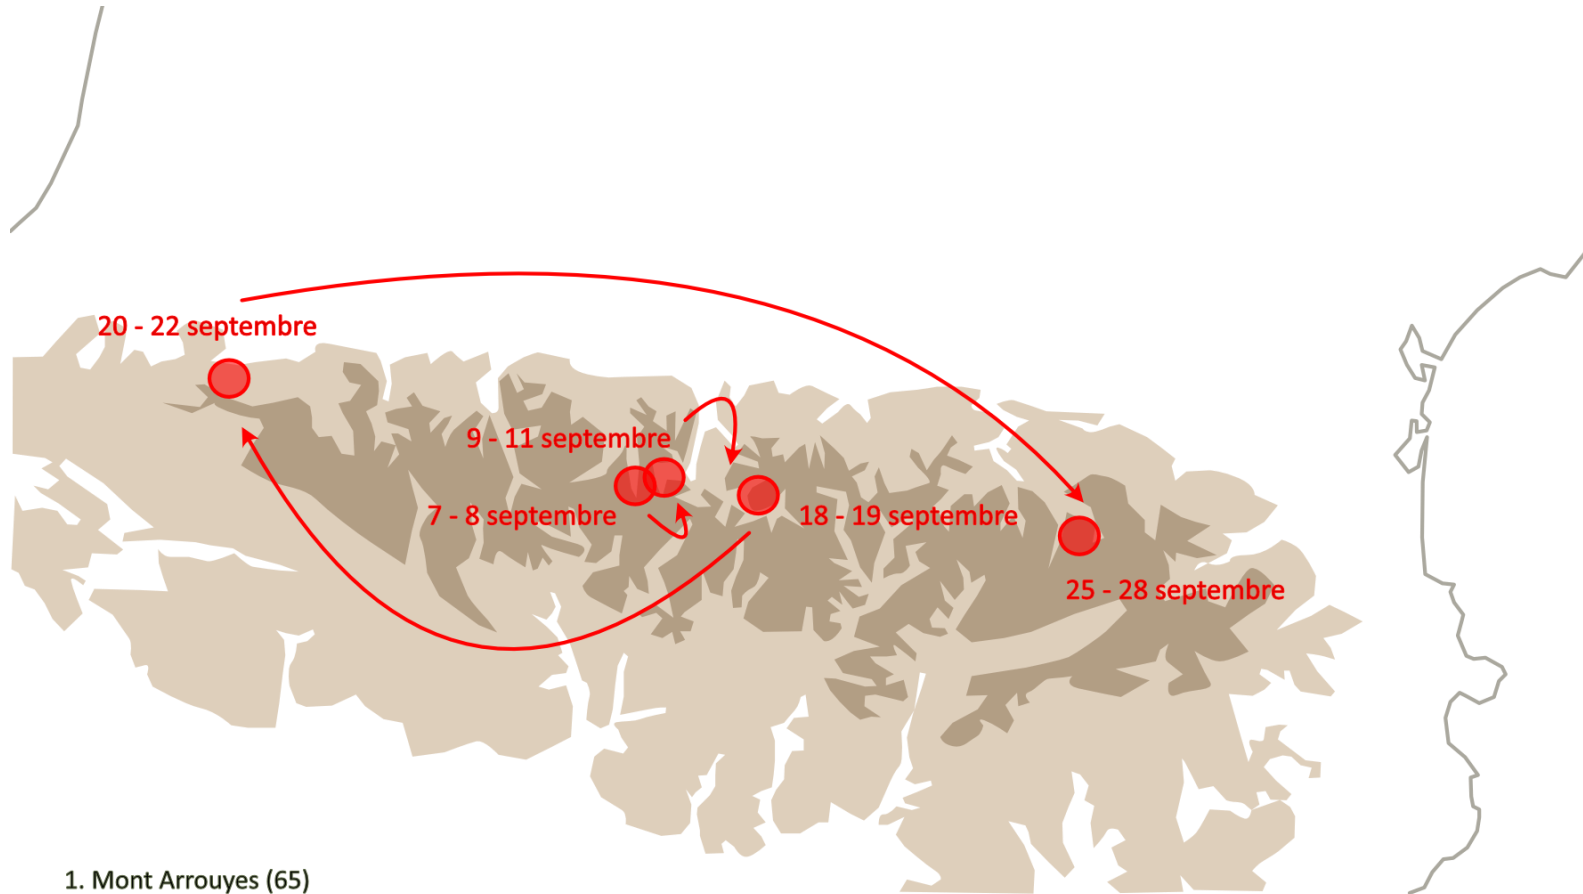 20 - 22 septembre
9 - 11 septembre
7 - 8 septembre
18 - 19 septembre
25 - 28 septembre
1. Mont Arrouyes (65)